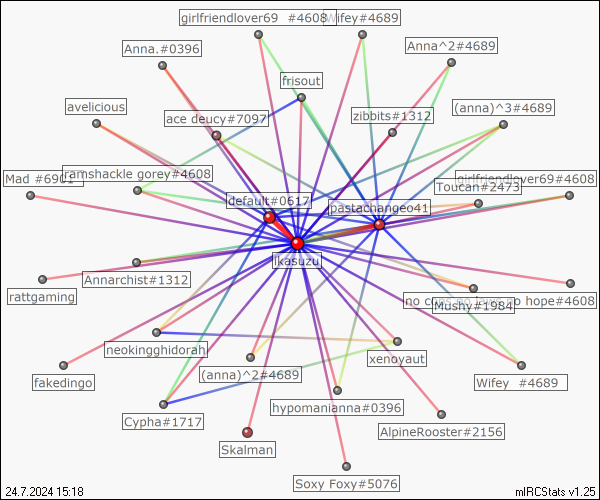 girlfriendlover69 #4608
Wifey#4689
Anna.#0396
Anna^2#4689
frisout
avelicious
ace deucy#7097
zibbits#1312
(anna)^3#4689
Mad #6901
ramshackle gorey#4608
girlfriendlover69#4608
Toucan#2473
default#0617
pastachangeo41
ikasuzu
Annarchist#1312
rattgaming
no hope#4608
Mushy#1984
neokingghidorah
xenoyaut
(anna)^2#4689
fakedingo
Wifey #4689
hypomanianna#0396
Cypha#1717
AlpineRooster#2156
Skalman
Soxy Foxy#5076
24.7.2024 15:18
mIRCStats v1.25